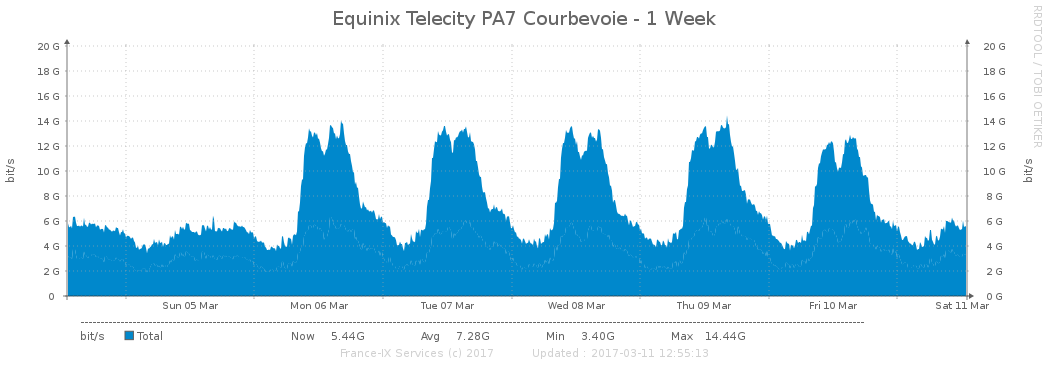 Equinix Telecity PA7 Courbevoie - 1 Week
RRDTOOL / TOBI OETIKER
bit/s
20 G 20 G
18 G 18 G
16 G 16 G
14 G 14 G
12 G 12 G
10 G 10 G
8 G 8 G
6 G 6 G
4 G 4 G
2 G 2 G
0 0 G
bit/s
Sun 05 Mar Mon 06 Mar Tue 07 Mar Wed 08 Mar Thu 09 Mar Fri 10 Mar Sat 11 Mar
bit/s Total Now 5.44G Avg 7.28G Min 3.40G Max 14.44G
France-IX Services (c) 2017 Updated : 2017-03-11 12:55:13